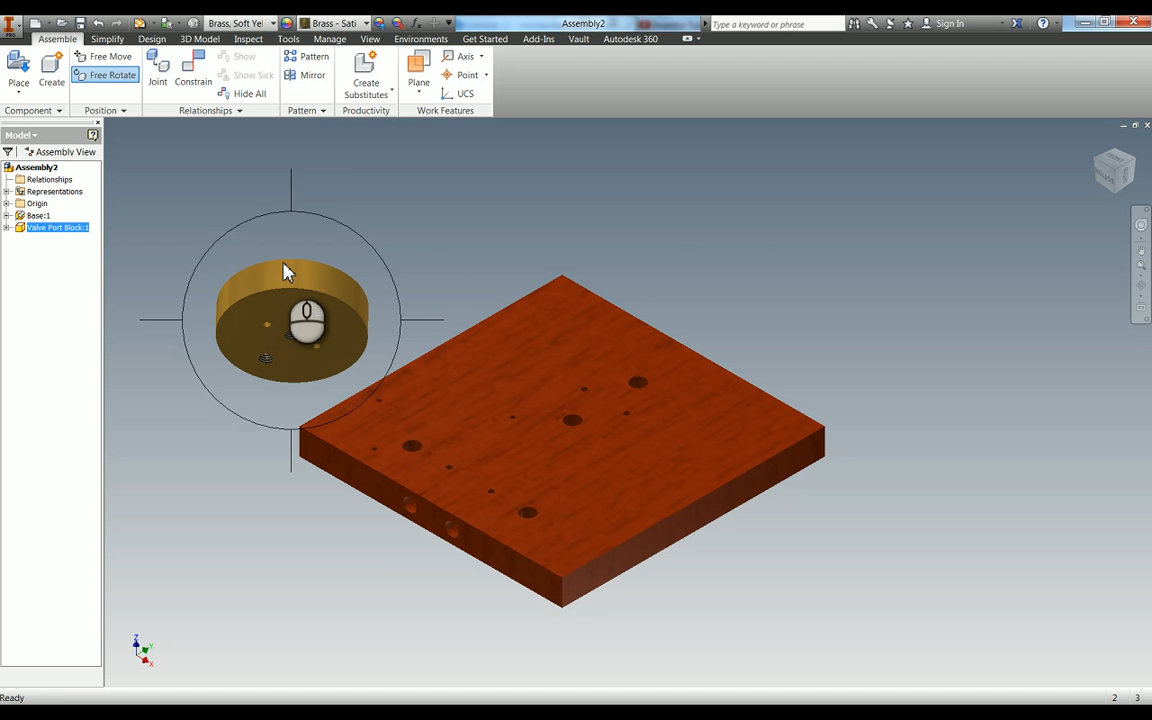 Brass, Soft Yel
Brass - Sati
Assembly2
Type a keyword or phrase
Sign In
PRO
Assemble
Simplify
Design
3D Model
Inspect
Tools
Manage
View
Environments
Get Started
Add-Ins
Vault
Autodesk 360
Place
Create
Free Move
Free Rotate
Joint
Constrain
Show
Show Sick
Hide All
Pattern
Mirror
Create
Substitutes
Plane
Axis
Point
UCS
Component
Position
Relationships
Pattern
Productivity
Work Features
Model
Assembly View
Assembly2
Relationships
Representations
Origin
Base:1
Valve Port Block:1
FRONT
BOTTOM
Z
Y
X
Ready
2 3